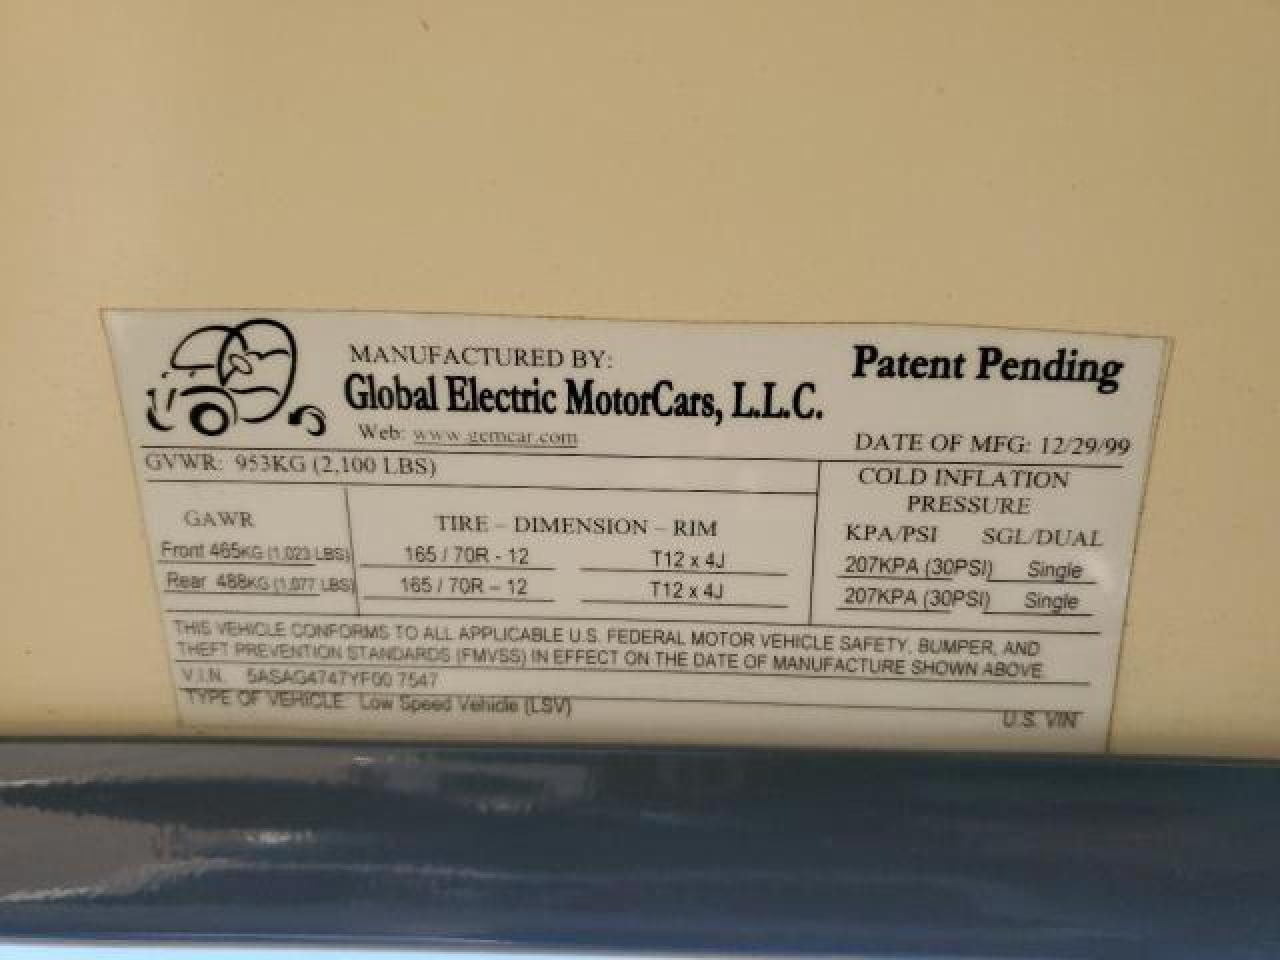 MANUFACTURED BY:
Global Electric MotorCars, L.L.C.
Web: www.gemcar.com
Patent Pending
DATE OF MFG: 12/29/99
GVWR: 953KG (2,100 LBS)
COLD INFLATION
PRESSURE
GAWR TIRE – DIMENSION – RIM KPA/PSI SGL/DUAL
Front 465KG (1,023 LBS) 165 / 70R - 12 T12 x 4J 207KPA (30PSI) Single
Rear 488KG (1,077 LBS) 165 / 70R – 12 T12 x 4J 207KPA (30PSI) Single
THIS VEHICLE CONFORMS TO ALL APPLICABLE U.S. FEDERAL MOTOR VEHICLE SAFETY, BUMPER, AND
THEFT PREVENTION STANDARDS (FMVSS) IN EFFECT ON THE DATE OF MANUFACTURE SHOWN ABOVE
V.I.N. 5ASAG4747YF00 7547
TYPE OF VEHICLE: Low Speed Vehicle (LSV)
U.S. VIN